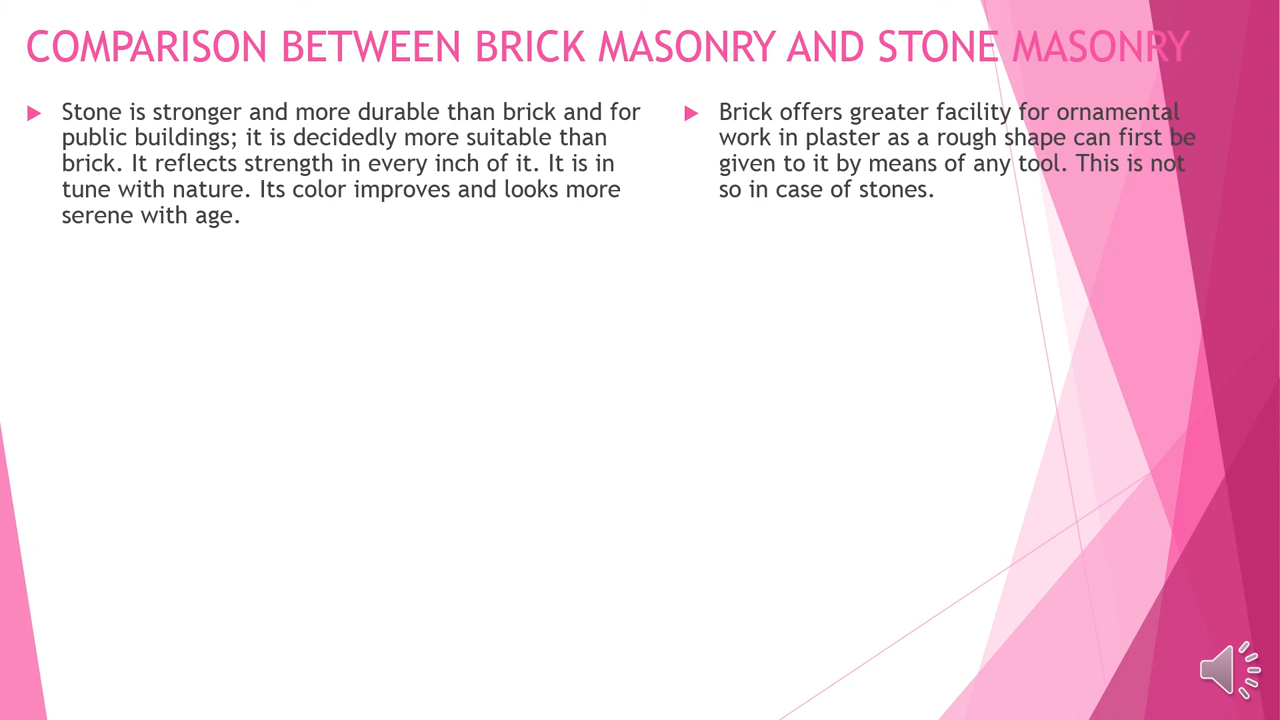 COMPARISON BETWEEN BRICK MASONRY AND STONE MASONRY
Stone is stronger and more durable than brick and for
public buildings; it is decidedly more suitable than
brick. It reflects strength in every inch of it. It is in
tune with nature. Its color improves and looks more
serene with age.
Brick offers greater facility for ornamental
work in plaster as a rough shape can first be
given to it by means of any tool. This is not
so in case of stones.